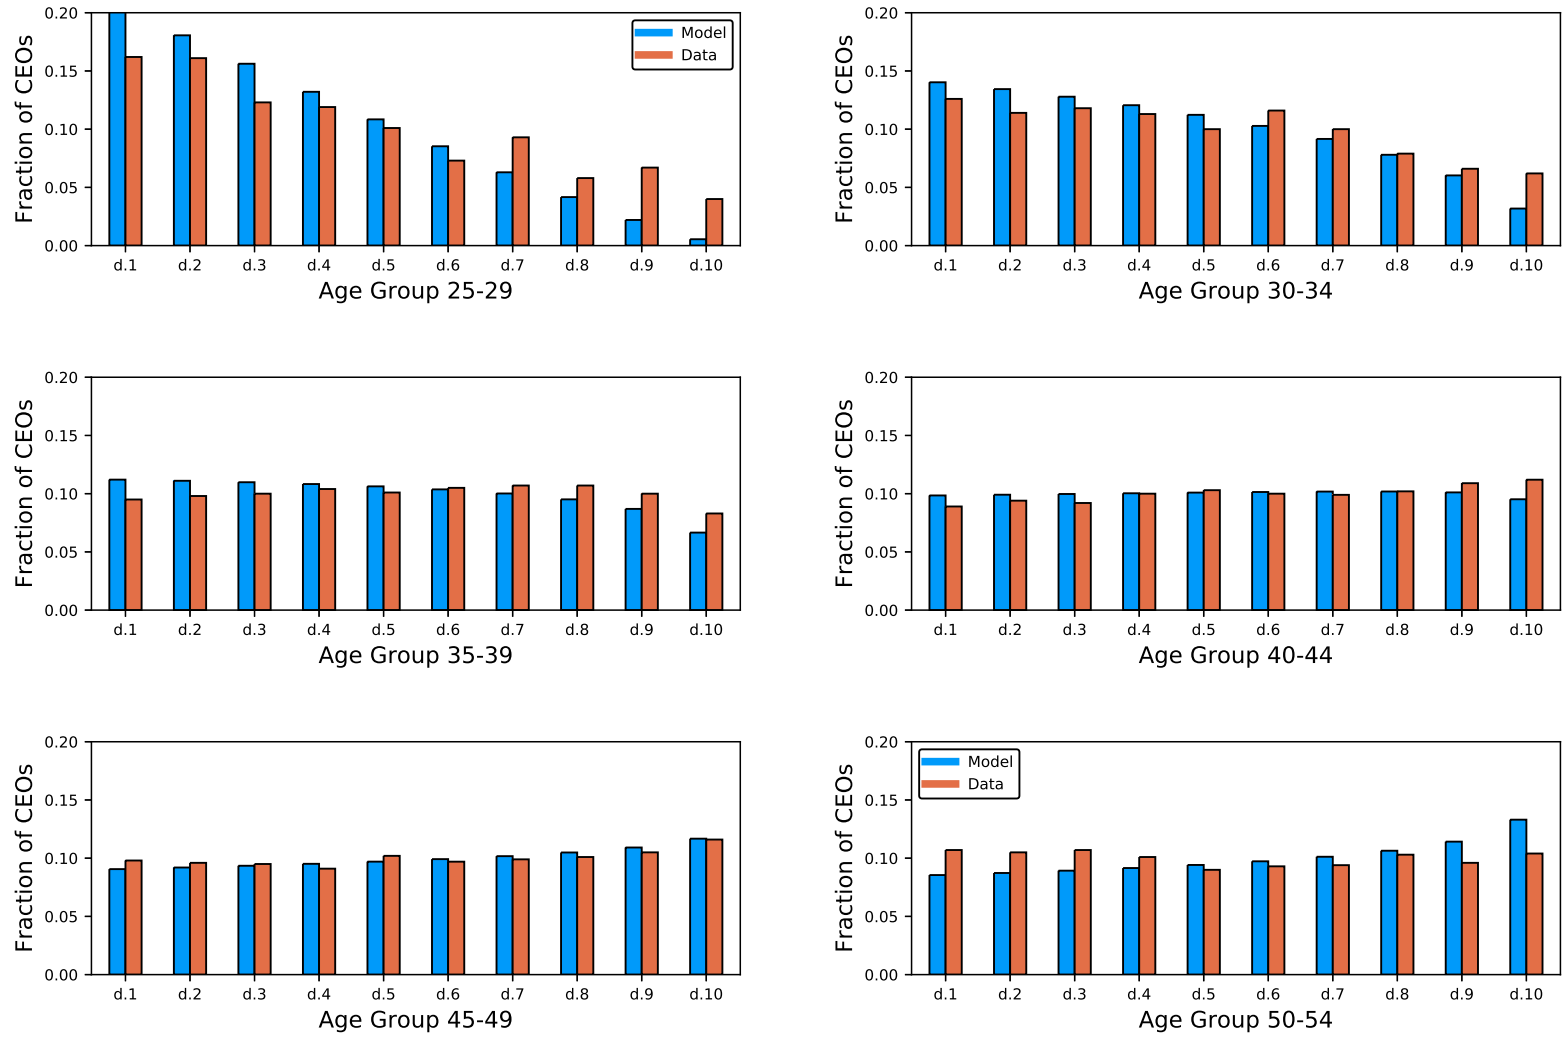 0.20
0.15
0.10
0.05
0.00
Fraction of CEOs
Model
Data
d.1 d.2 d.3 d.4 d.5 d.6 d.7 d.8 d.9 d.10
Age Group 25-29
0.20
0.15
0.10
0.05
0.00
Fraction of CEOs
d.1 d.2 d.3 d.4 d.5 d.6 d.7 d.8 d.9 d.10
Age Group 30-34
0.20
0.15
0.10
0.05
0.00
Fraction of CEOs
d.1 d.2 d.3 d.4 d.5 d.6 d.7 d.8 d.9 d.10
Age Group 35-39
0.20
0.15
0.10
0.05
0.00
Fraction of CEOs
d.1 d.2 d.3 d.4 d.5 d.6 d.7 d.8 d.9 d.10
Age Group 40-44
0.20
0.15
0.10
0.05
0.00
Fraction of CEOs
d.1 d.2 d.3 d.4 d.5 d.6 d.7 d.8 d.9 d.10
Age Group 45-49
0.20
0.15
0.10
0.05
0.00
Fraction of CEOs
Model
Data
d.1 d.2 d.3 d.4 d.5 d.6 d.7 d.8 d.9 d.10
Age Group 50-54